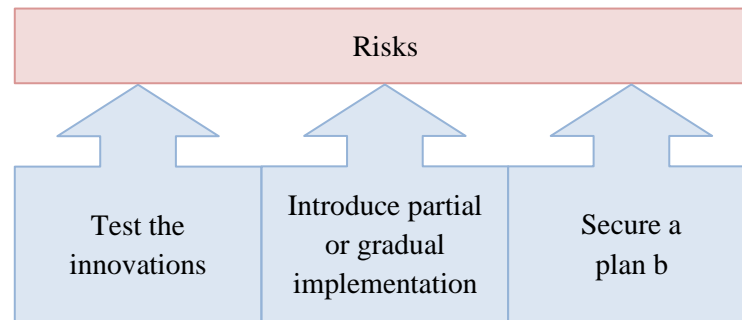 Risks
Test the
innovations
Introduce partial
or gradual
implementation
Secure a
plan b